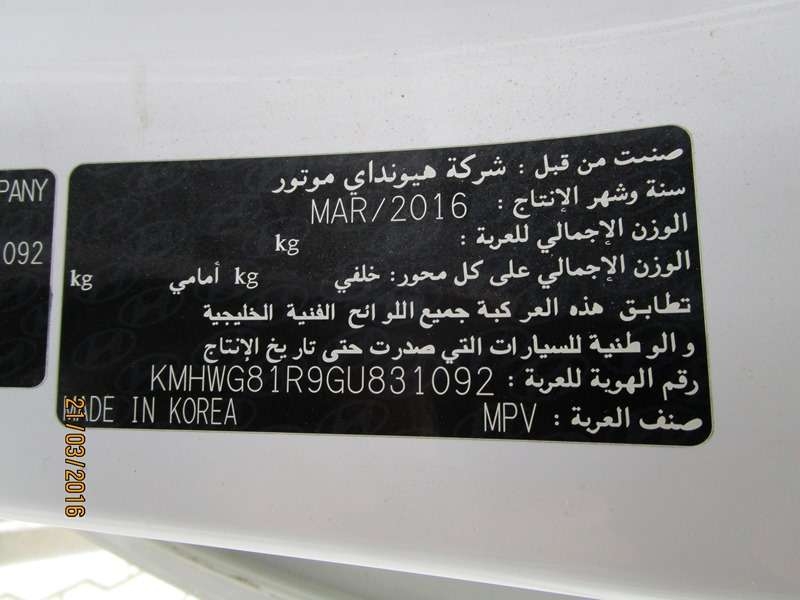 PANY
092
صنعت من قبل : شركة هيونداي موتور
سنة وشهر الإنتاج : MAR/2016
الوزن الإجمالي للعربة : kg
الوزن الإجمالي على كل محور: خلفي kg أمامي kg
تطابق هذه العر كبة جميع اللوائح الفنية الخليجية
و الوطنية للسيارات التي صدرت حتى تاريخ الإنتاج
رقم الهوية للعربة : KMHWG81R9GU831092
صنف العربة : MPV MADE IN KOREA
21/03/2016